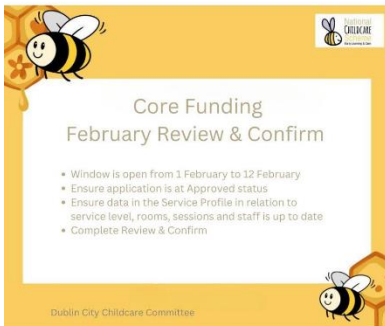 National
CHILDCARE
Scheme
Core Funding
February Review & Confirm
• Window is open from 1 February to 12 February
• Ensure application is at Approved status
• Ensure data in the Service Profile in relation to
service level, rooms, sessions and staff is up to date
• Complete Review & Confirm
Dublin City Childcare Committee